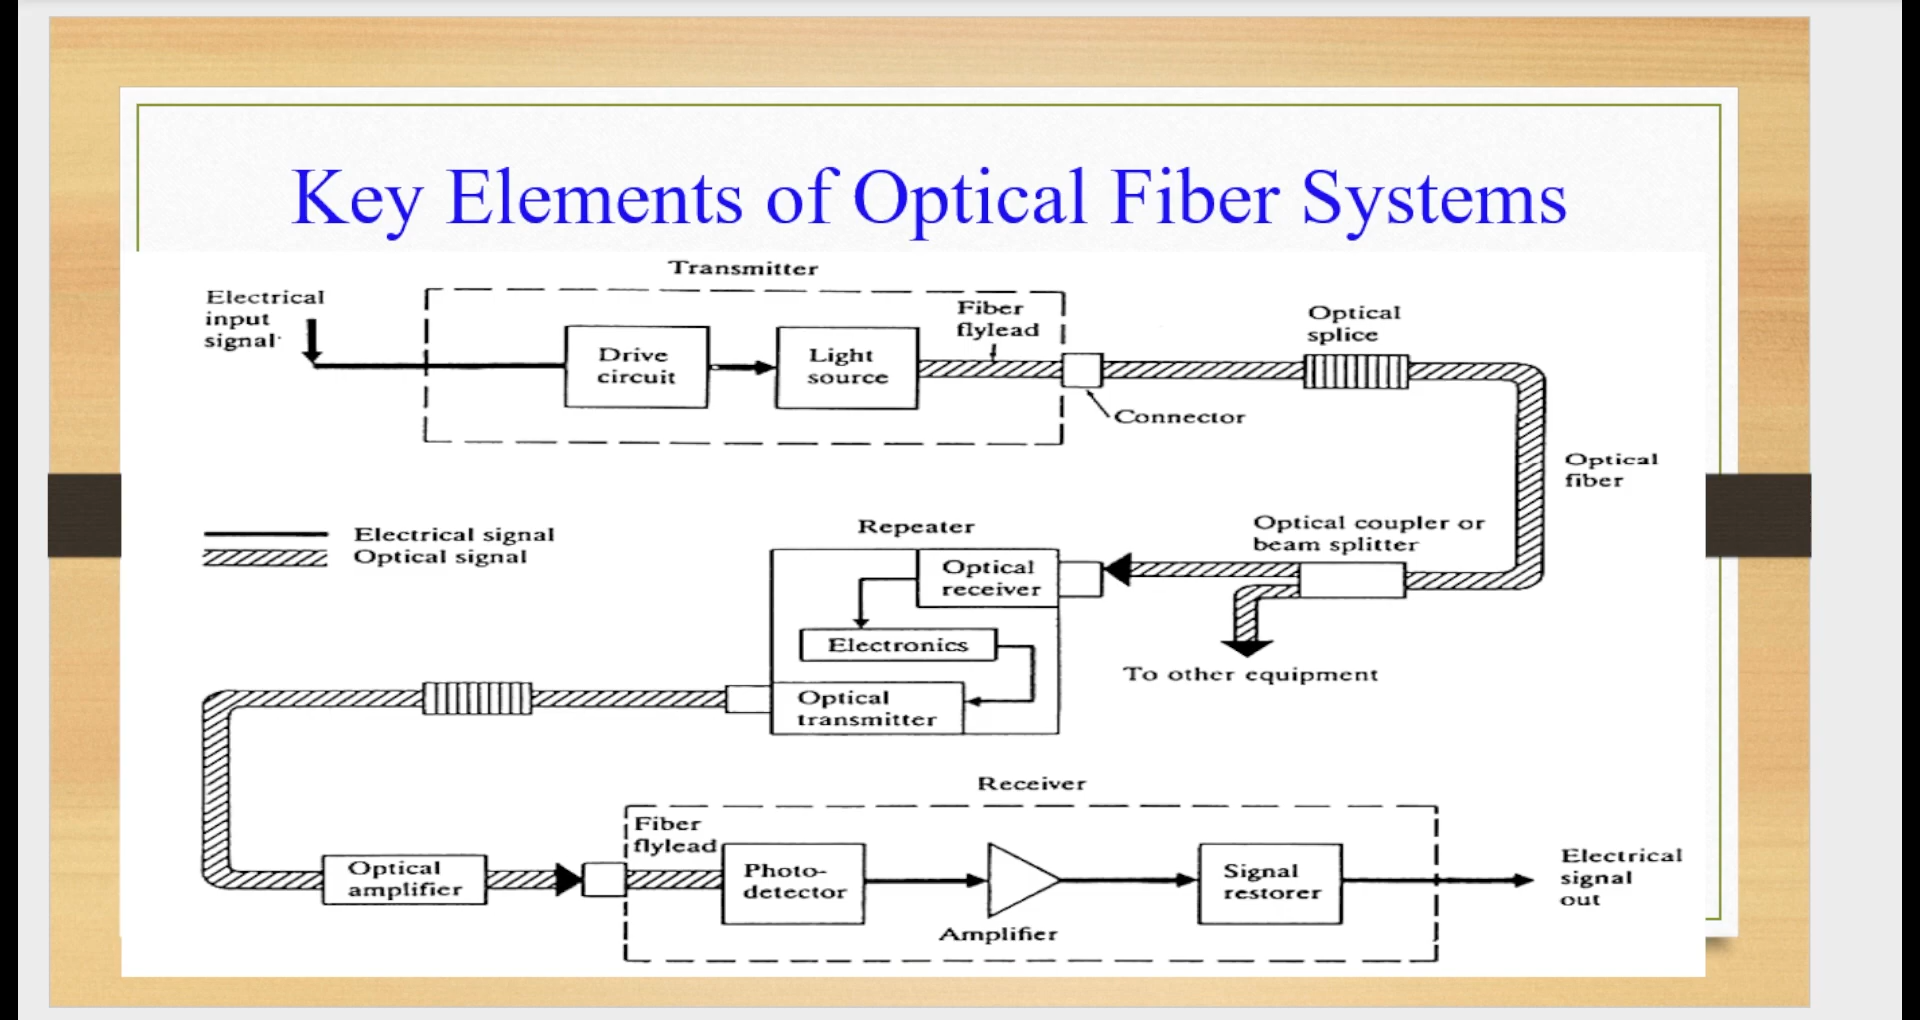 Key Elements of Optical Fiber Systems
Transmitter
Electrical
input
signal
Drive
circuit
Light
source
Fiber
flylead
Connector
Optical
splice
Optical
fiber
Electrical signal
Optical signal
Repeater
Optical
receiver
Electronics
Optical
transmitter
Optical coupler or
beam splitter
To other equipment
Receiver
Optical
amplifier
Fiber
flylead
Photo-
detector
Amplifier
Signal
restorer
Electrical
signal
out